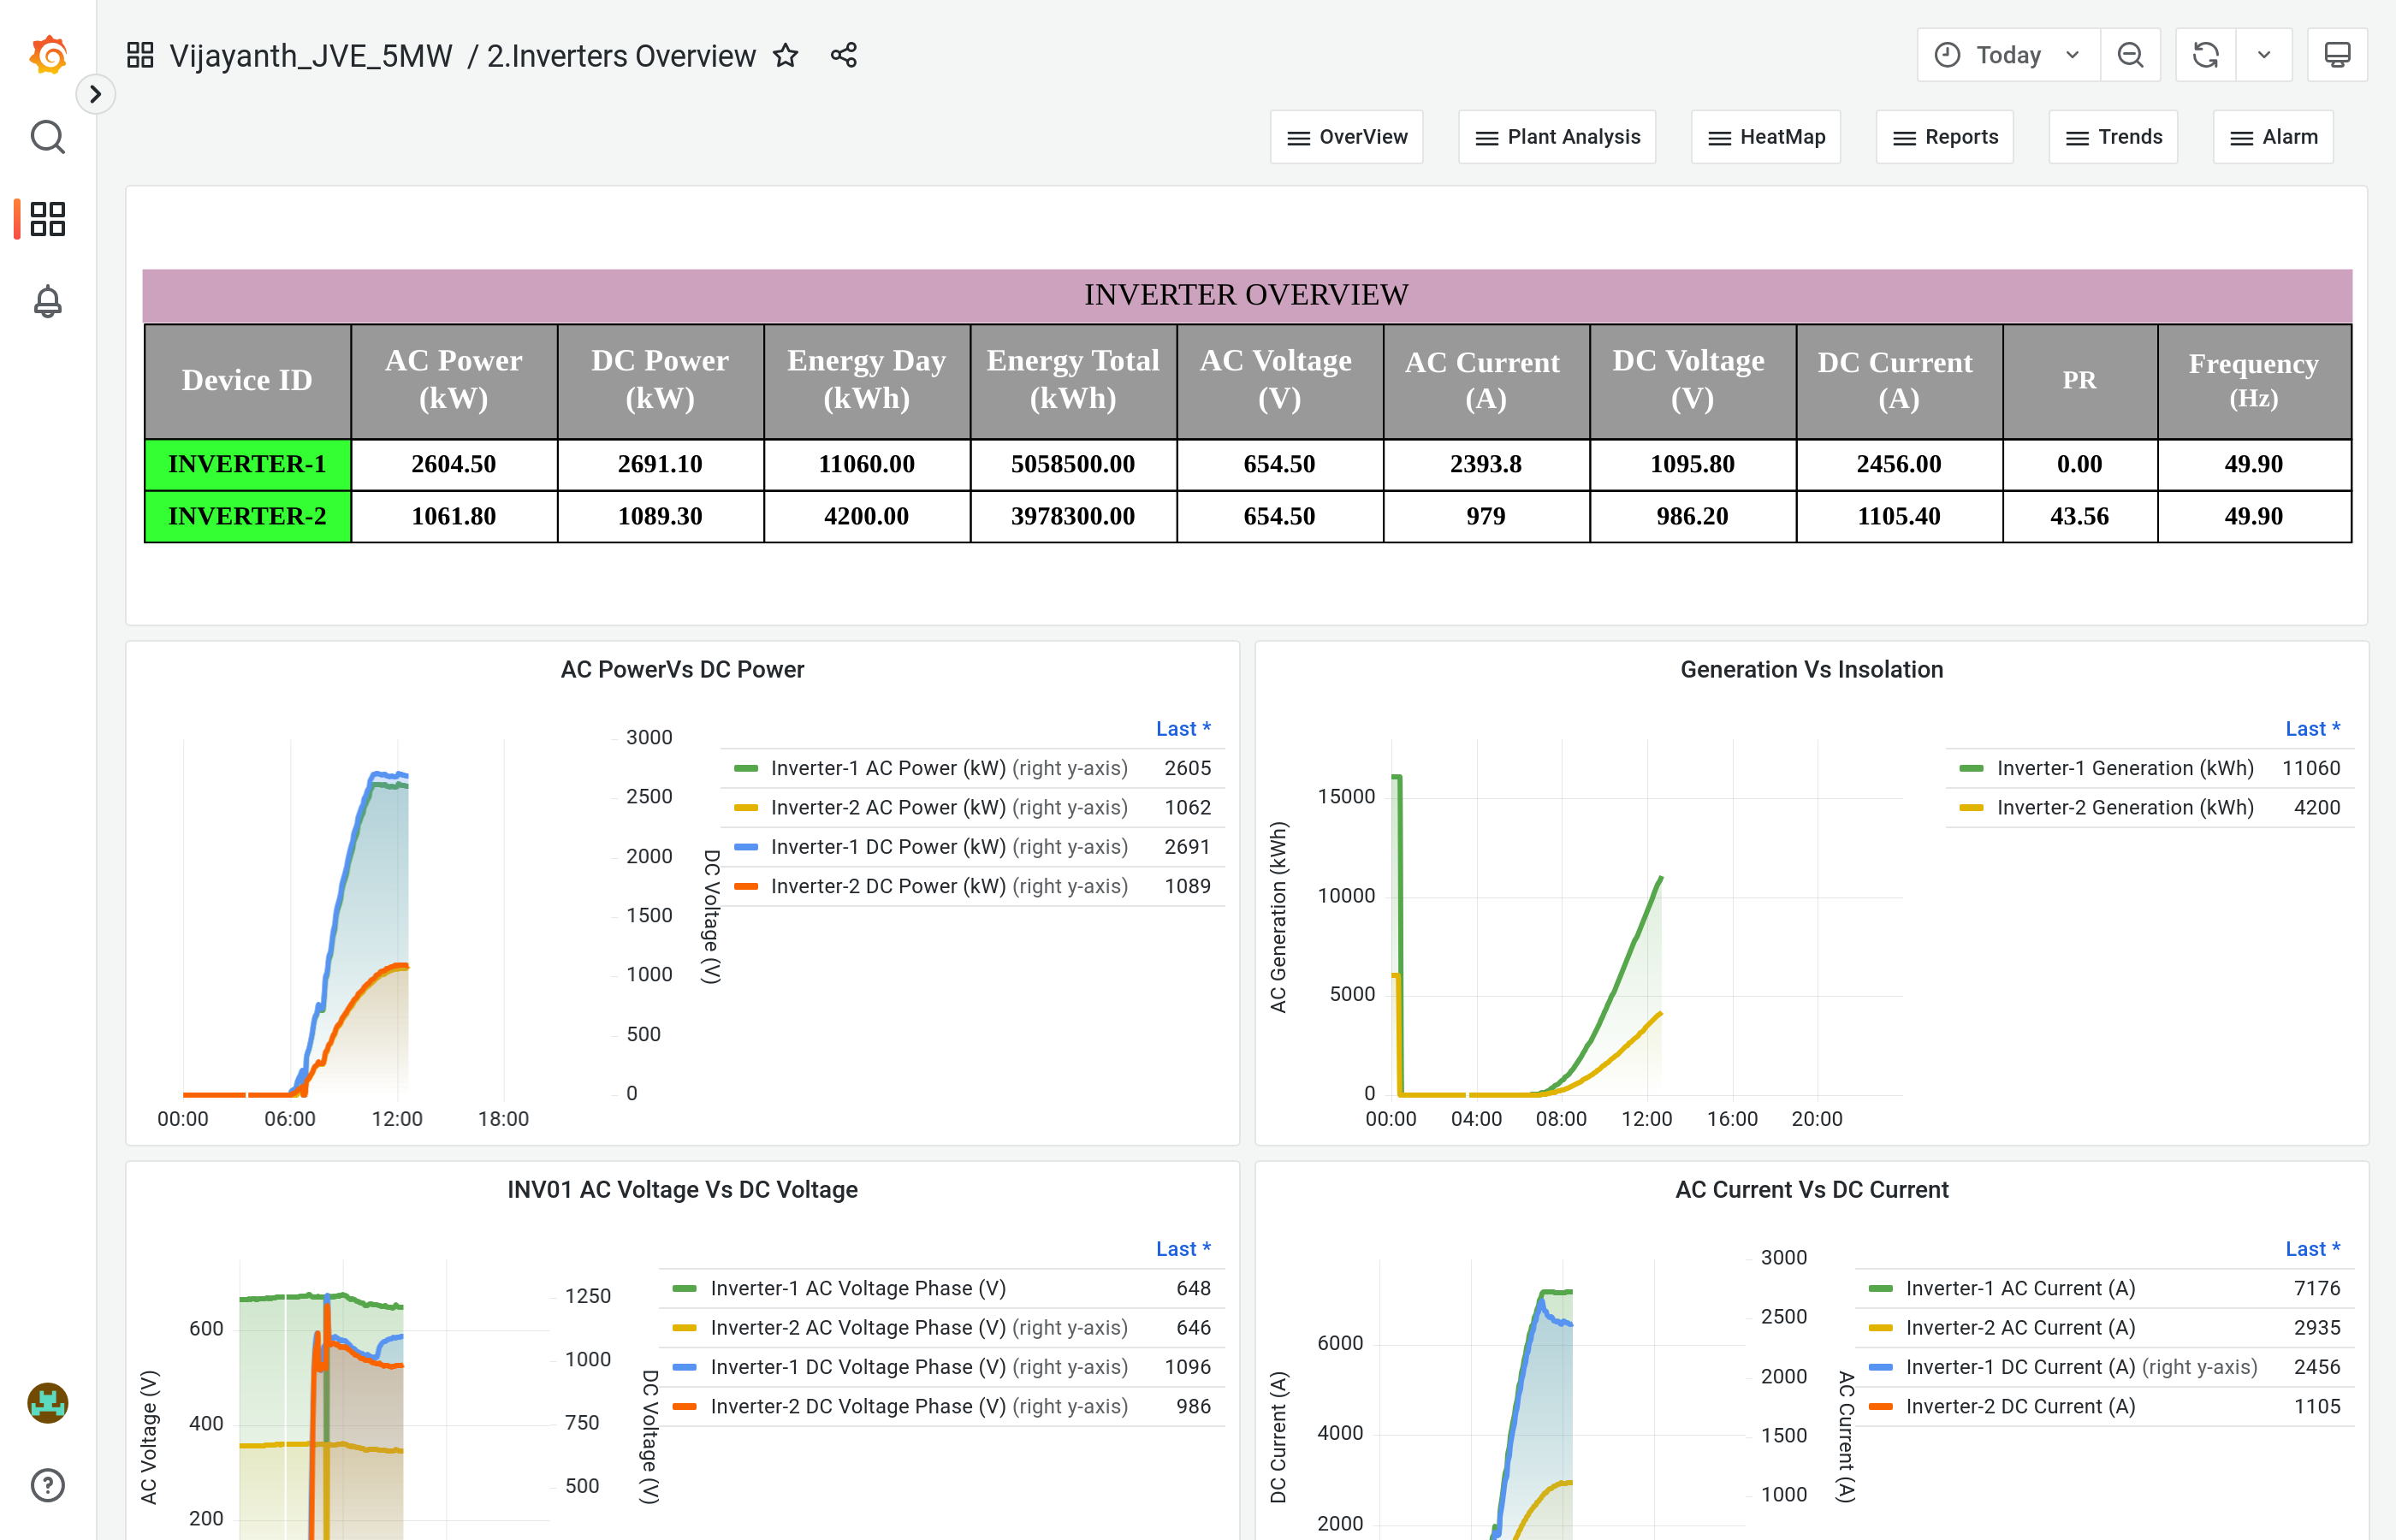 Vijayanth_JVE_5MW / 2.Inverters Overview
Today
OverView Plant Analysis HeatMap Reports Trends Alarm
INVERTER OVERVIEW
Device ID AC Power (kW) DC Power (kW) Energy Day (kWh) Energy Total (kWh) AC Voltage (V) AC Current (A) DC Voltage (V) DC Current (A) PR Frequency (Hz)
INVERTER-1 2604.50 2691.10 11060.00 5058500.00 654.50 2393.8 1095.80 2456.00 0.00 49.90
INVERTER-2 1061.80 1089.30 4200.00 3978300.00 654.50 979 986.20 1105.40 43.56 49.90
AC PowerVs DC Power
3000
2500
2000
1500
1000
500
0
00:00 06:00 12:00 18:00
DC Voltage (V)
Last *
Inverter-1 AC Power (kW) (right y-axis) 2605
Inverter-2 AC Power (kW) (right y-axis) 1062
Inverter-1 DC Power (kW) (right y-axis) 2691
Inverter-2 DC Power (kW) (right y-axis) 1089
Generation Vs Insolation
AC Generation (kWh)
15000
10000
5000
0
00:00 04:00 08:00 12:00 16:00 20:00
Last *
Inverter-1 Generation (kWh) 11060
Inverter-2 Generation (kWh) 4200
INV01 AC Voltage Vs DC Voltage
AC Voltage (V)
600
400
200
1250
1000
750
500
DC Voltage (V)
Last *
Inverter-1 AC Voltage Phase (V) 648
Inverter-2 AC Voltage Phase (V) (right y-axis) 646
Inverter-1 DC Voltage Phase (V) (right y-axis) 1096
Inverter-2 DC Voltage Phase (V) (right y-axis) 986
AC Current Vs DC Current
DC Current (A)
6000
4000
2000
3000
2500
2000
1500
1000
AC Current (A)
Last *
Inverter-1 AC Current (A) 7176
Inverter-2 AC Current (A) 2935
Inverter-1 DC Current (A) (right y-axis) 2456
Inverter-2 DC Current (A) 1105